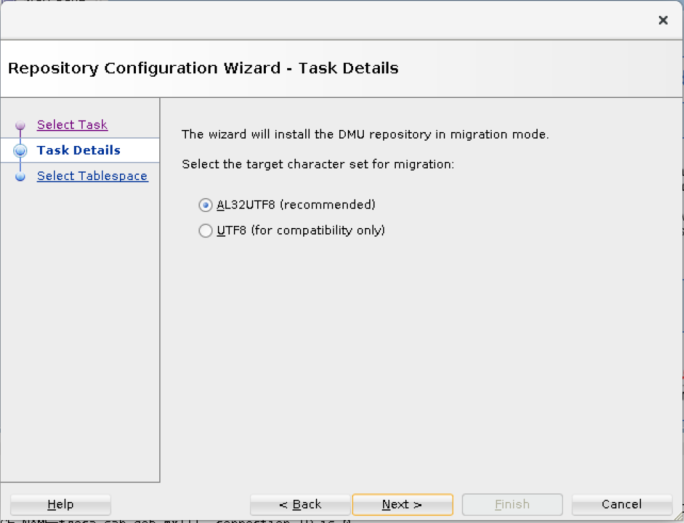 Repository Configuration Wizard - Task Details
Select Task
Task Details
Select Tablespace
The wizard will install the DMU repository in migration mode.
Select the target character set for migration:
AL32UTF8 (recommended)
UTF8 (for compatibility only)
Help
< Back
Next >
Finish
Cancel